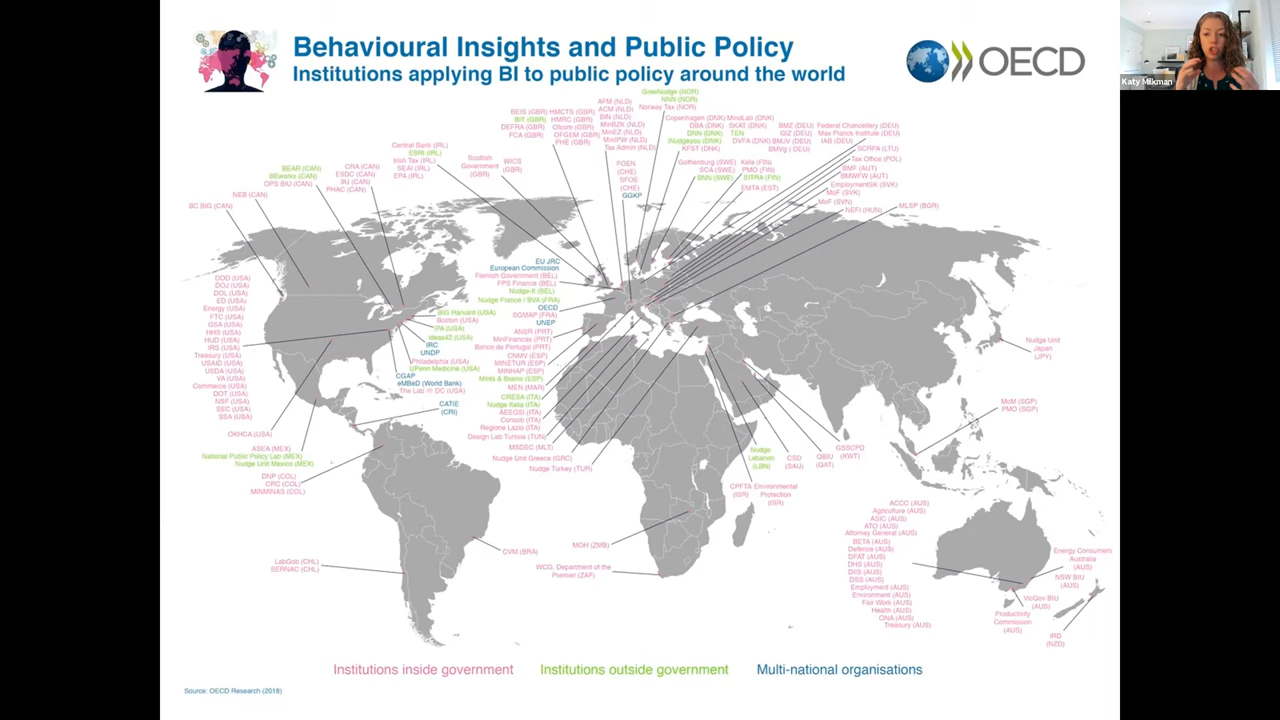 Behavioural Insights and Public Policy
Institutions applying BI to public policy around the world
OECD
Katy Milkman
GreeNudge (NOR)
NNN (NOR)
Norway Tax (NOR)
AFM (NLD)
ACM (NLD)
BIN (NLD)
MinBZK (NLD)
MinEZ (NLD)
MinIPW (NLD)
Tax Admin (NLD)
BEIS (GBR) HMCTS (GBR)
BIT (GBR) HMRC (GBR)
DEFRA (GBR) Ofcom (GBR)
FCA (GBR) OFGEM (GBR)
PHE (GBR)
Copenhagen (DNK) MindLab (DNK)
DBA (DNK) SKAT (DNK)
DNN (DNK) TEN
iNudgeyou (DNK) DVFA (DNK)
KFST (DNK)
BMZ (DEU)
GIZ (DEU)
BMJV (DEU)
BMVg (DEU)
Federal Chancellery (DEU)
Max Planck Institute (DEU)
IAB (DEU)
SCRPA (LTU)
Tax Office (POL)
BMF (AUT)
BMWFW (AUT)
EmploymentSK (SVK)
MoF (SVK)
MoF (SVN)
NEFI (HUN)
MLSP (BGR)
Central Bank (IRL)
ESRI (IRL)
Irish Tax (IRL)
SEAI (IRL)
EPA (IRL)
Scottish
Government
(GBR)
WICS
(GBR)
FOEN
(CHE)
SFOE
(CHE)
GGKP
Gothenburg (SWE) Kela (FIN)
SCA (SWE) PMO (FIN)
SNN (SWE) SITRA (FIN)
EMTA (EST)
BEAR (CAN)
BEworks (CAN)
OPS BIU (CAN)
CRA (CAN)
ESDC (CAN)
IIU (CAN)
PHAC (CAN)
NEB (CAN)
BC BIG (CAN)
DOD (USA)
DOJ (USA)
DOL (USA)
ED (USA)
Energy (USA)
FTC (USA)
GSA (USA)
HHS (USA)
HUD (USA)
IRS (USA)
Treasury (USA)
USAID (USA)
USDA (USA)
VA (USA)
Commerce (USA)
DOT (USA)
NSF (USA)
SEC (USA)
SSA (USA)
OKHCA (USA)
BIG Harvard (USA)
Boston (USA)
IPA (USA)
ideas42 (USA)
IRC
UNDP
Philadelphia (USA)
UPenn Medicine (USA)
CGAP
eMBeD (World Bank)
The Lab @ DC (USA)
CATIE
(CRI)
ASEA (MEX)
National Public Policy Lab (MEX)
Nudge Unit Mexico (MEX)
DNP (COL)
CRC (COL)
MINMINAS (COL)
LabGob (CHL)
SERNAC (CHL)
CVM (BRA)
EU JRC
European Commission
Flemish Government (BEL)
FPS Finance (BEL)
Nudge-it (BEL)
Nudge France / BVA (FRA)
OECD
SGMAP (FRA)
UNEP
ANSR (PRT)
MinFinancas (PRT)
Banco de Portugal (PRT)
CNMV (ESP)
MINETUR (ESP)
MINHAP (ESP)
Mints & Brains (ESP)
MEN (MAR)
CRESA (ITA)
Nudge Italia (ITA)
AEEGSI (ITA)
Consob (ITA)
Regione Lazio (ITA)
Design Lab Tunisia (TUN)
MSDEC (MLT)
Nudge Unit Greece (GRC)
Nudge Turkey (TUR)
MOH (ZMB)
WCG, Department of the
Premier (ZAF)
Nudge
Lebanon
(LBN)
CSD
(SAU)
QBIU
(QAT)
GSSCPD
(KWT)
CPFTA
(ISR)
Environmental
Protection
(ISR)
Nudge Unit
Japan
(JPY)
MoM (SGP)
PMO (SGP)
ACCC (AUS)
Agriculture (AUS)
ASIC (AUS)
ATO (AUS)
Attorney General (AUS)
BETA (AUS)
Defence (AUS)
DFAT (AUS)
DHS (AUS)
DIIS (AUS)
DSS (AUS)
Employment (AUS)
Environment (AUS)
Fair Work (AUS)
Health (AUS)
ONA (AUS)
Treasury (AUS)
Energy Consumers
Australia
(AUS)
NSW BIU
(AUS)
VicGov BIU
(AUS)
Productivity
Commission
(AUS)
IRD
(NZD)
Institutions inside government
Institutions outside government
Multi-national organisations
Source: OECD Research (2018)